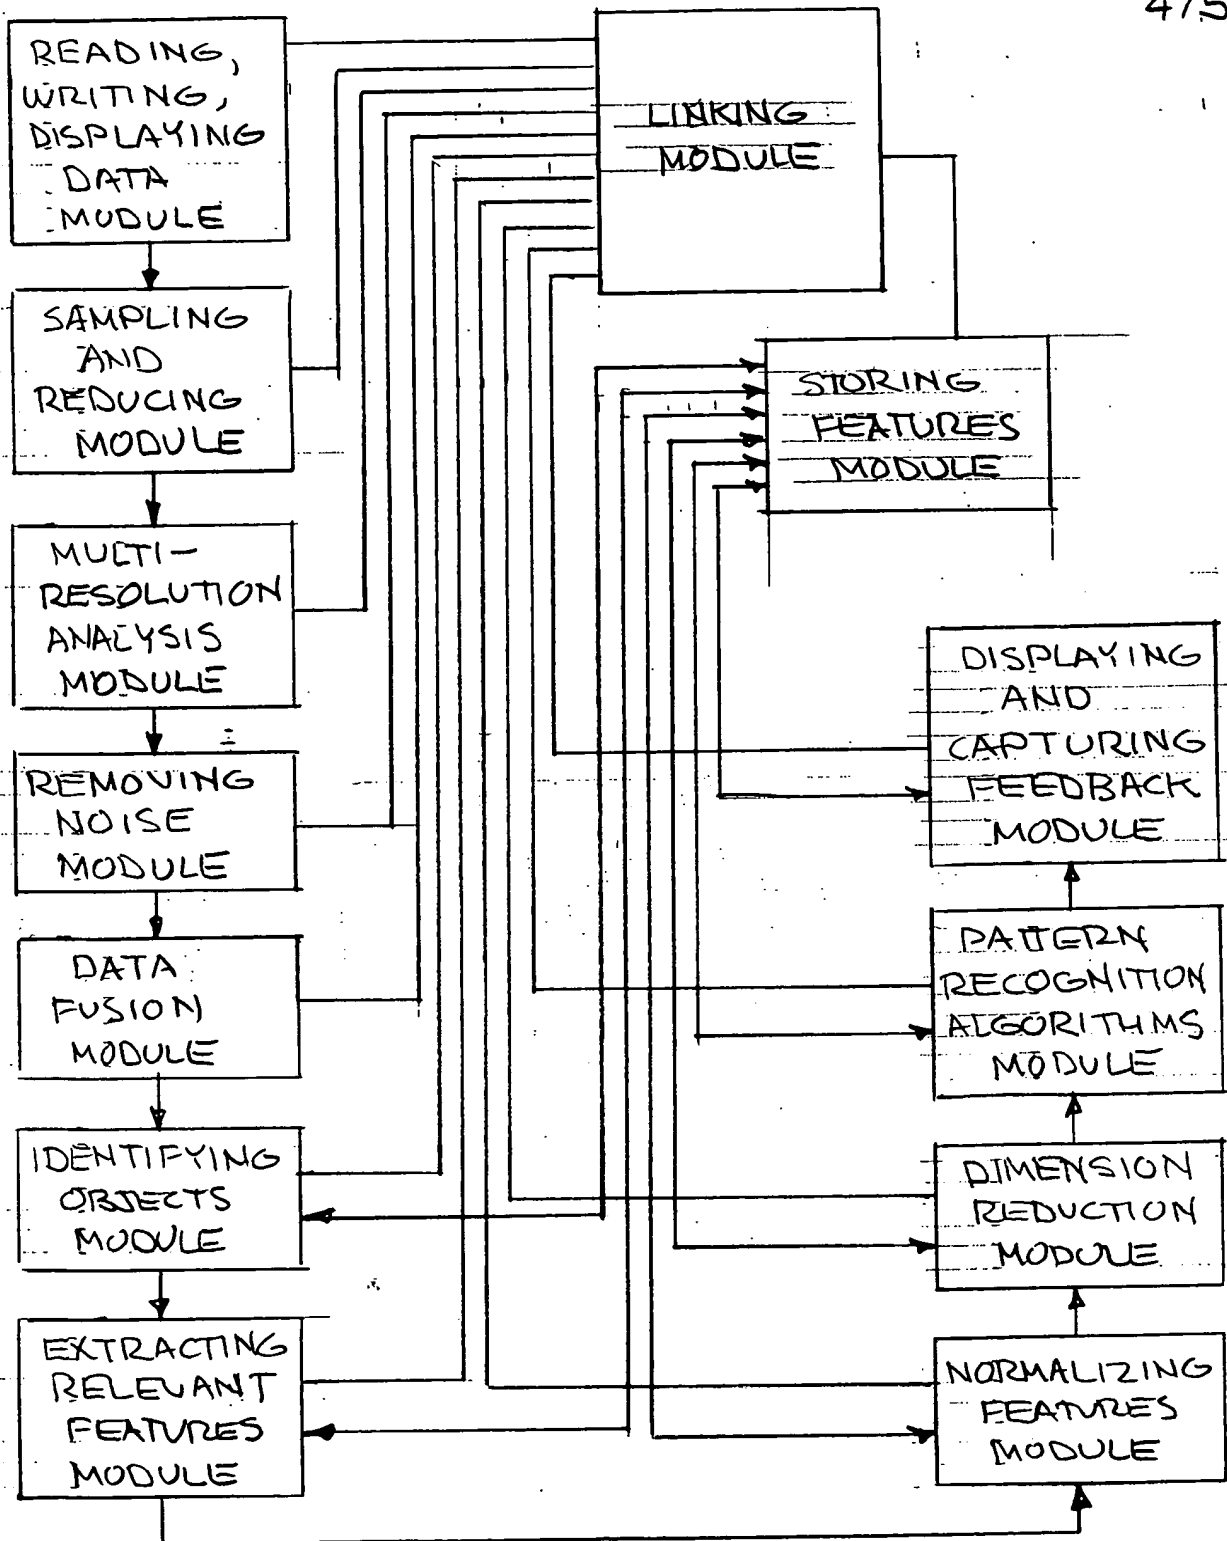 READING,
WRITING,
DISPLAYING
DATA
MODULE
LINKING
MODULE
SAMPLING
AND
REDUCING
MODULE
STORING
FEATURES
MODULE
MULTI-
RESOLUTION
ANALYSIS
MODULE
REMOVING
NOISE
MODULE
DATA
FUSION
MODULE
IDENTIFYING
OBJECTS
MODULE
EXTRACTING
RELEVANT
FEATURES
MODULE
DISPLAYING
AND
CAPTURING
FEEDBACK
MODULE
PATTERN
RECOGNITION
ALGORITHMS
MODULE
DIMENSION
REDUCTION
MODULE
NORMALIZING
FEATURES
MODULE